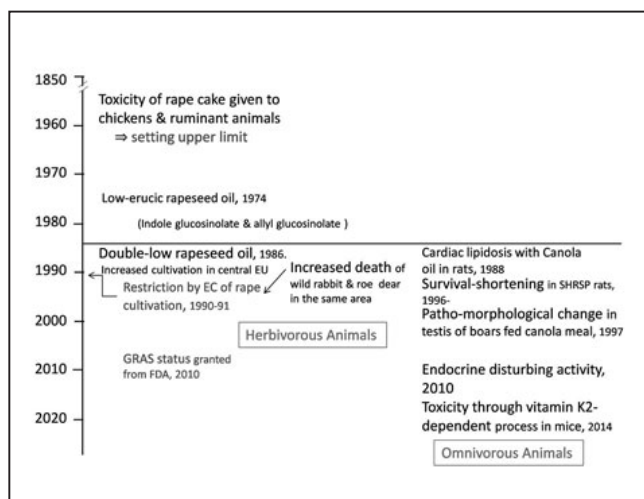 1850
Toxicity of rape cake given to
chickens & ruminant animals
1960
⇒ setting upper limit
1970
Low-erucic rapeseed oil, 1974
1980
(Indole glucosinolate & allyl glucosinolate )
Double-low rapeseed oil, 1986.
Increased cultivation in central EU
1990
Restriction by EC of rape
cultivation, 1990-91
Increased death of
wild rabbit & roe dear
in the same area
Cardiac lipidosis with Canola
oil in rats, 1988
Survival-shortening in SHRSP rats,
1996-
Patho-morphological change in
testis of boars fed canola meal, 1997
2000
Herbivorous Animals
GRAS status granted
from FDA, 2010
2010
Endocrine disturbing activity,
2010
Toxicity through vitamin K2-
dependent process in mice, 2014
2020
Omnivorous Animals